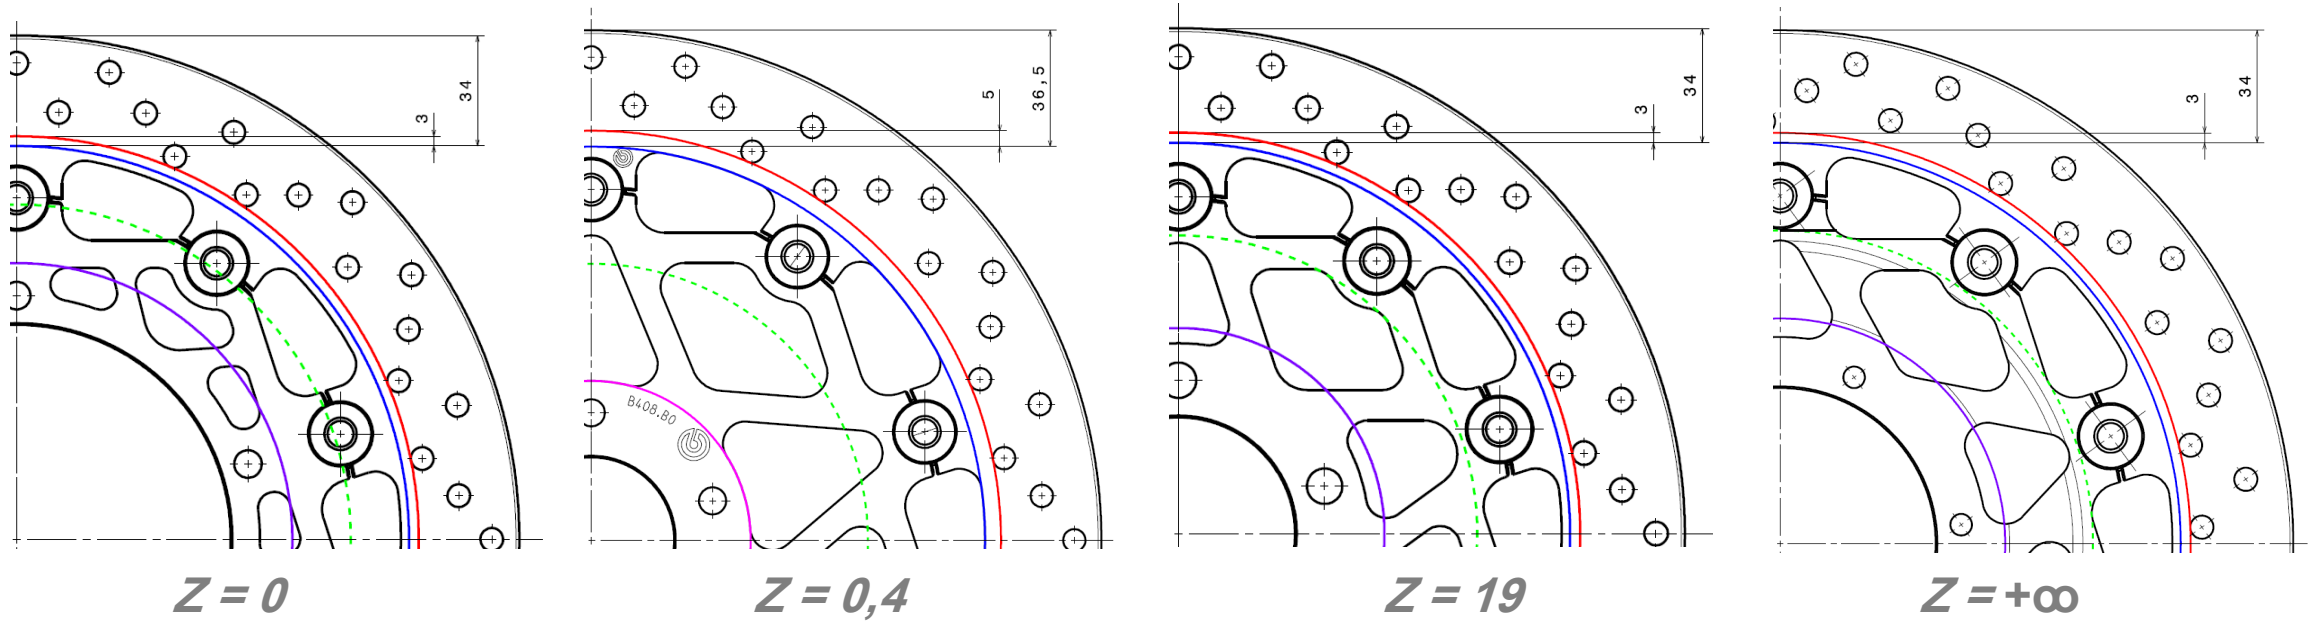 34
3
5
36,5
B408.B0
3
34
3
34
Z = 0
Z = 0,4
Z = 19
Z = +∞